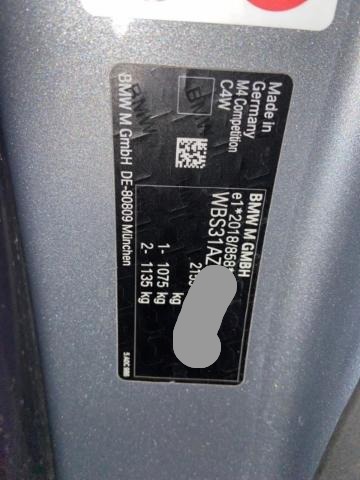 BMW M GMBH
e1*2018/858*
WBS31AZ
kg
1- 1075 kg
2- 1135 kg
Made in
Germany
M4 Competition
C4W
BMW M GmbH DE-80809 München